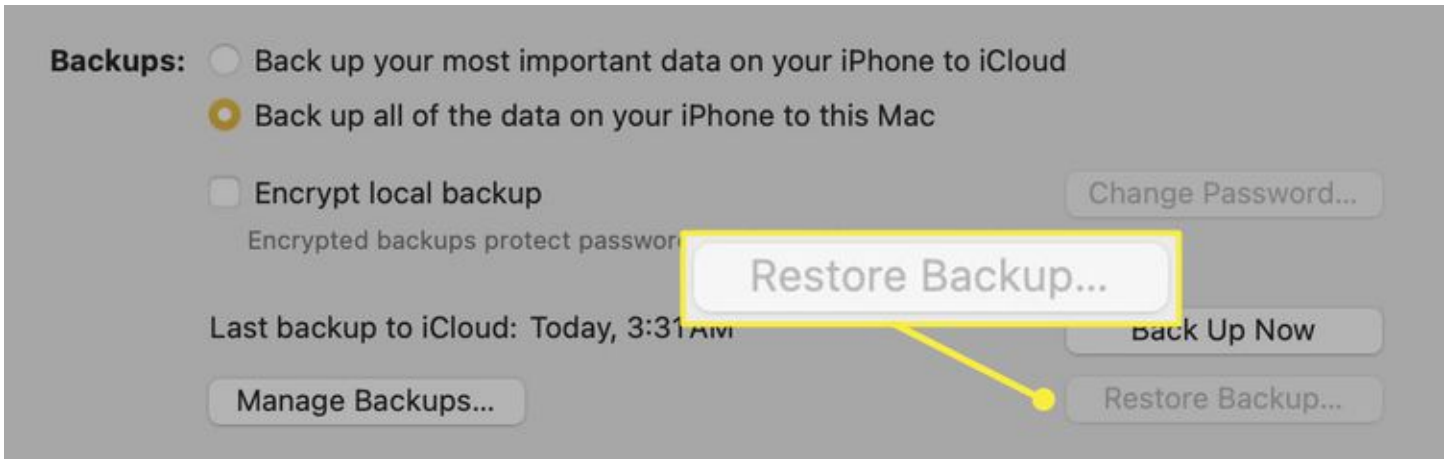 Backups: Back up your most important data on your iPhone to iCloud
Back up all of the data on your iPhone to this Mac
Encrypt local backup
Change Password...
Encrypted backups protect
Restore Backup...
Last backup to iCloud: Today, 3:31 AM
Back Up Now
Manage Backups...
Restore Backup...